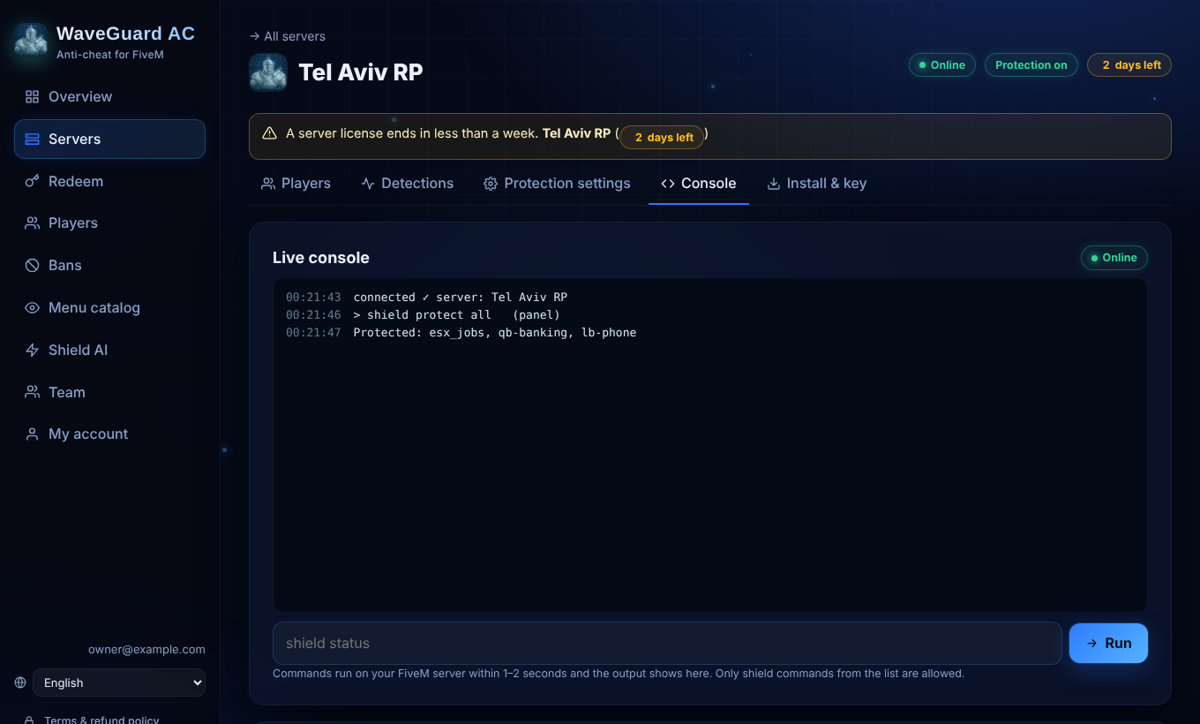 WaveGuard AC
Anti-cheat for FiveM
Overview
Servers
Redeem
Players
Bans
Menu catalog
Shield AI
Team
My account
owner@example.com
English
Terms & refund policy
→ All servers
Tel Aviv RP
Online
Protection on
2 days left
A server license ends in less than a week. Tel Aviv RP (2 days left)
Players
Detections
Protection settings
Console
Install & key
Live console
Online
00:21:43 connected ✓ server: Tel Aviv RP
00:21:46 > shield protect all (panel)
00:21:47 Protected: esx_jobs, qb-banking, lb-phone
shield status
→ Run
Commands run on your FiveM server within 1–2 seconds and the output shows here. Only shield commands from the list are allowed.